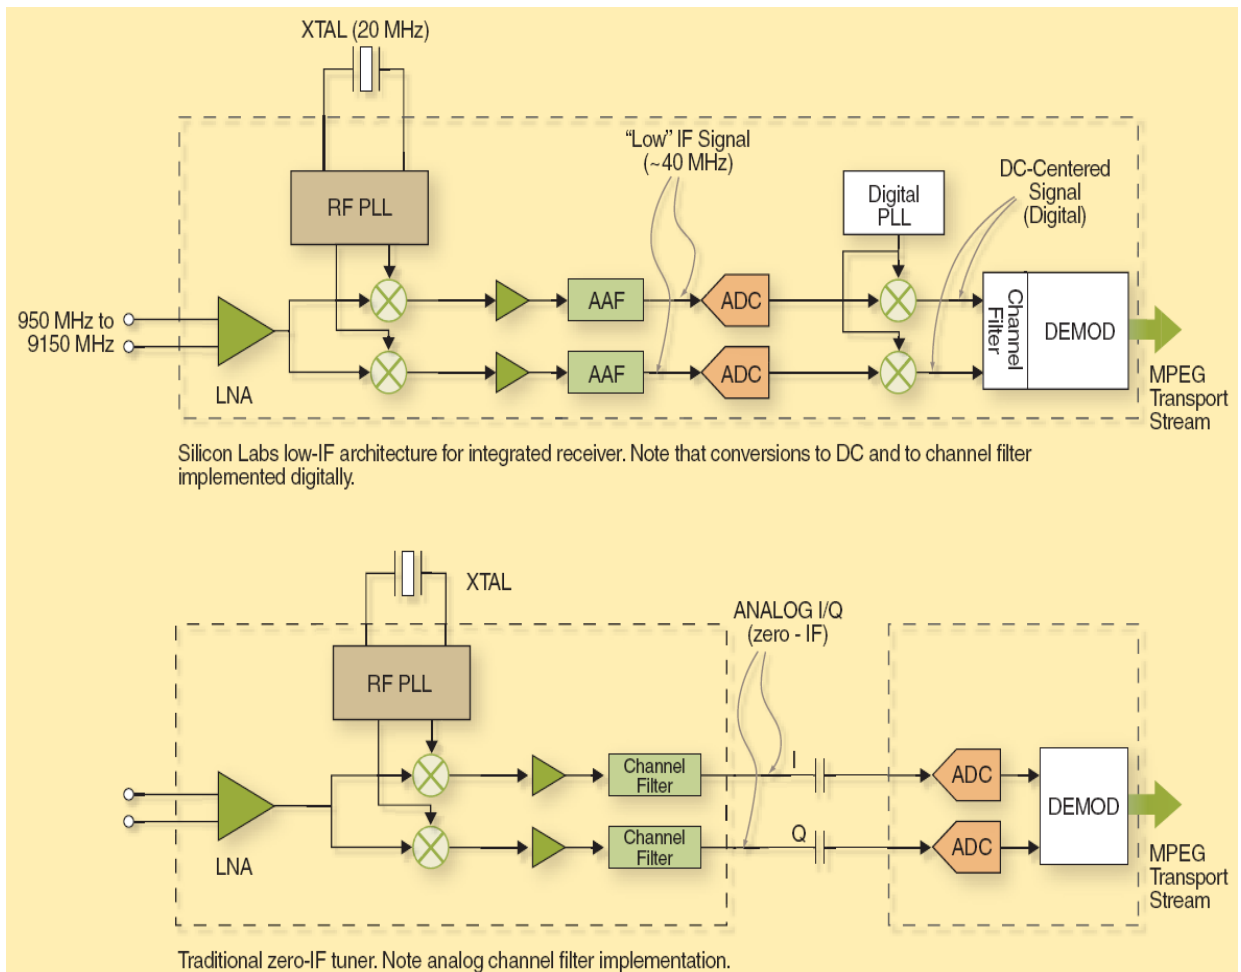 XTAL (20 MHz)
"Low" IF Signal
(~40 MHz)
DC-Centered
Signal
(Digital)
RF PLL
Digital
PLL
950 MHz to
9150 MHz
LNA
AAF
ADC
AAF
ADC
Channel
Filter
DEMOD
MPEG
Transport
Stream
Silicon Labs low-IF architecture for integrated receiver. Note that conversions to DC and to channel filter
implemented digitally.
XTAL
ANALOG I/Q
(zero - IF)
RF PLL
LNA
Channel
Filter
I
ADC
Channel
Filter
Q
ADC
DEMOD
MPEG
Transport
Stream
Traditional zero-IF tuner. Note analog channel filter implementation.